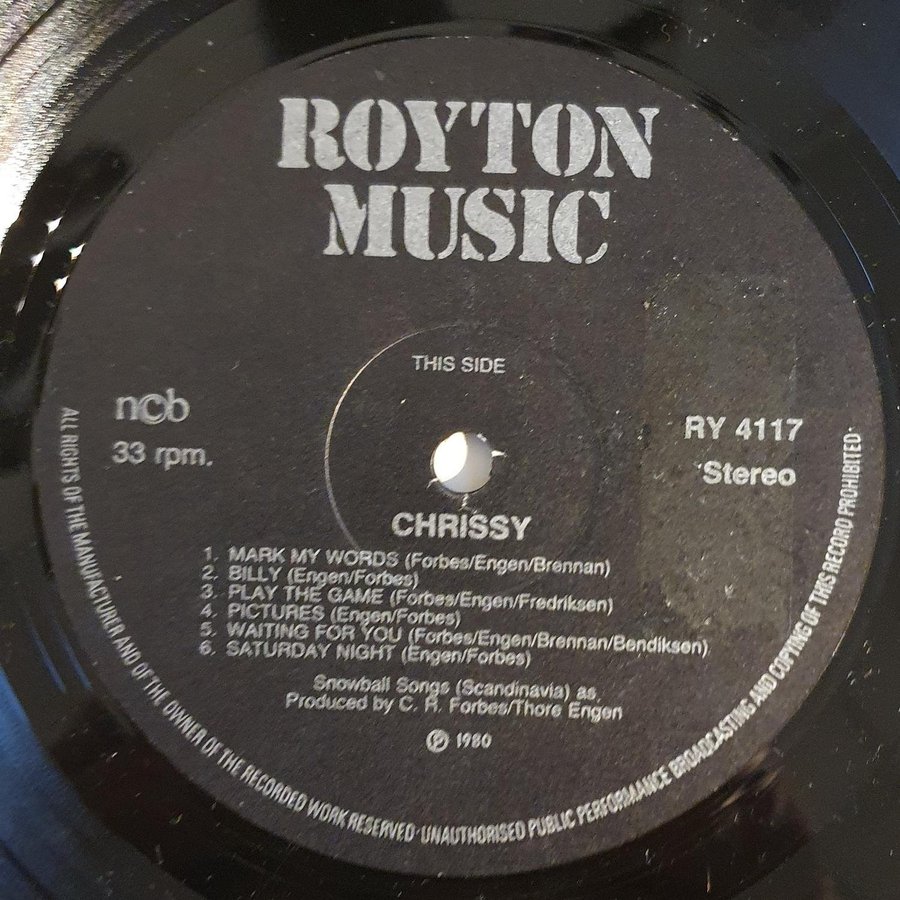 ROYTON
MUSIC
THIS SIDE
n©b
33 rpm.
RY 4117
Stereo
CHRISSY
1. MARK MY WORDS (Forbes/Engen/Brennan)
2. BILLY (Engen/Forbes)
3. PLAY THE GAME (Forbes/Engen/Fredriksen)
4. PICTURES (Engen/Forbes)
5. WAITING FOR YOU (Forbes/Engen/Brennan/Bendiksen)
6. SATURDAY NIGHT (Engen/Forbes)
Snowball Songs (Scandinavia) as
Produced by C. R. Forbes/Thore Engen
℗ 1980
ALL RIGHTS OF THE MANUFACTURER AND OF THE OWNER OF THE RECORDED WORK RESERVED · UNAUTHORISED PUBLIC PERFORMANCE BROADCASTING AND COPYING OF THIS RECORD PROHIBITED ·